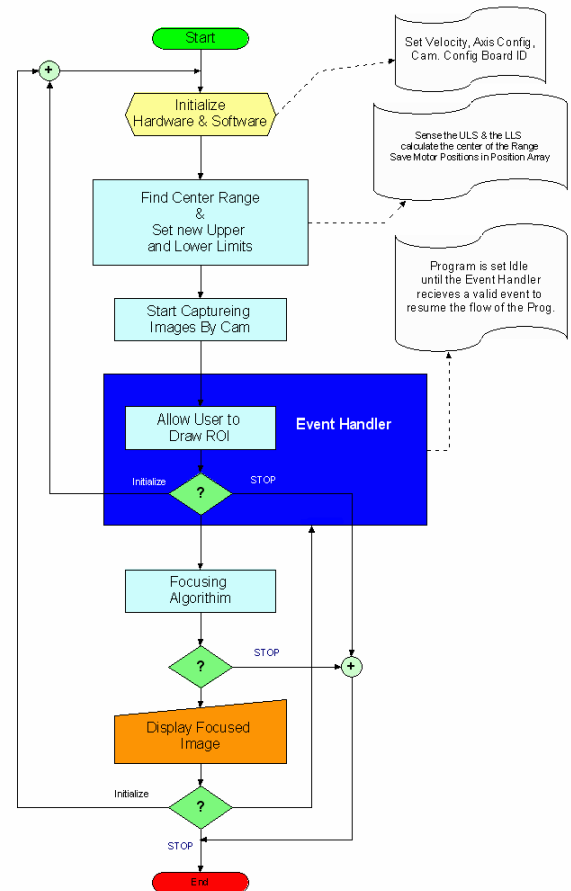 Start
Set Velocity, Axis Config,
Cam. Config Board ID
+
Initialize
Hardware & Software
Sense the ULS & the LLS
calculate the center of the Range
Save Motor Positions in Position Array
Find Center Range
&
Set new Upper
and Lower Limits
Program is set Idle
until the Event Handler
recieves a valid event to
resume the flow of the Prog.
Start Captureing
Images By Cam
Allow User to
Draw ROI
Event Handler
Initialize
?
STOP
Focusing
Algorithim
?
STOP
+
Display Focused
Image
Initialize
?
STOP
End